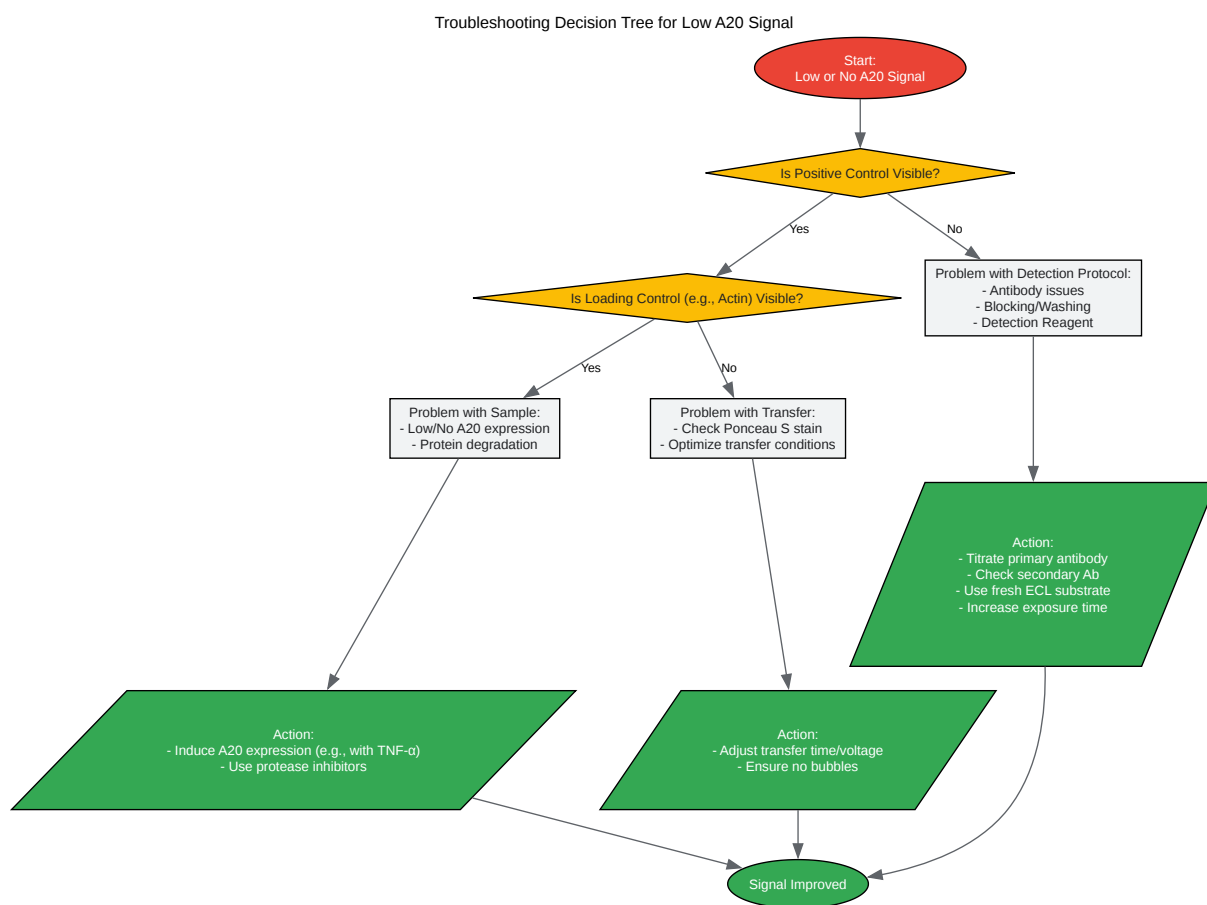 Troubleshooting Decision Tree for Low A20 Signal
Start:
Low or No A20 Signal
Is Positive Control Visible?
Yes
No
Is Loading Control (e.g., Actin) Visible?
Problem with Detection Protocol:
- Antibody issues
- Blocking/Washing
- Detection Reagent
Yes
No
Problem with Sample:
- Low/No A20 expression
- Protein degradation
Problem with Transfer:
- Check Ponceau S stain
- Optimize transfer conditions
Action:
- Titrate primary antibody
- Check secondary Ab
- Use fresh ECL substrate
- Increase exposure time
Action:
- Induce A20 expression (e.g., with TNF-α)
- Use protease inhibitors
Action:
- Adjust transfer time/voltage
- Ensure no bubbles
Signal Improved